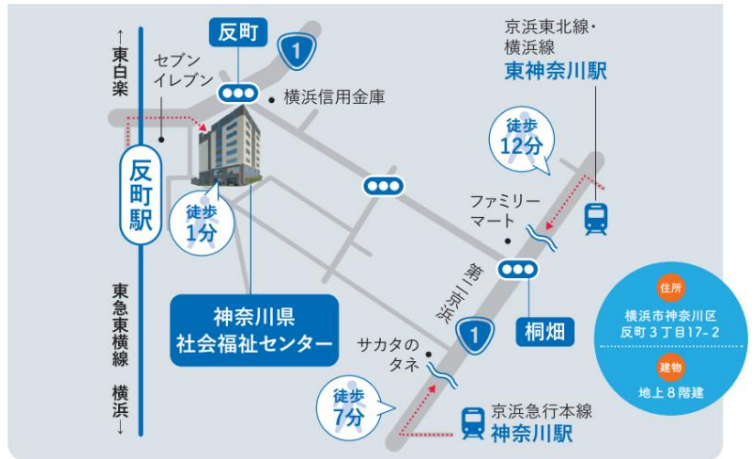 ↑東白楽
セブン
イレブン
反町
1
横浜信用金庫
京浜東北線・
横浜線
東神奈川駅
徒歩
12分
反町駅
徒歩
1分
ファミリー
マート
第二京浜
神奈川県
社会福祉センター
桐畑
1
サカタの
タネ
住所
横浜市神奈川区
反町3丁目17-2
建物
地上8階建
東急東横線 横浜↓
徒歩
7分
京浜急行本線
神奈川駅